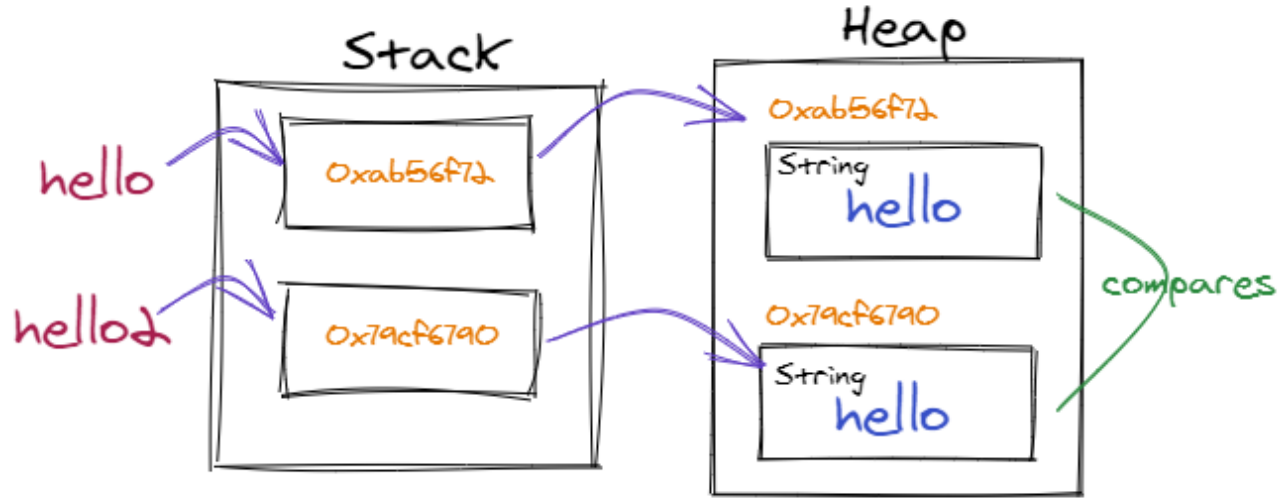 Stack
Heap
hello
0xab56f72
0xab56f72
String
hello
hello2
0x79cf6790
0x79cf6790
String
hello
compares